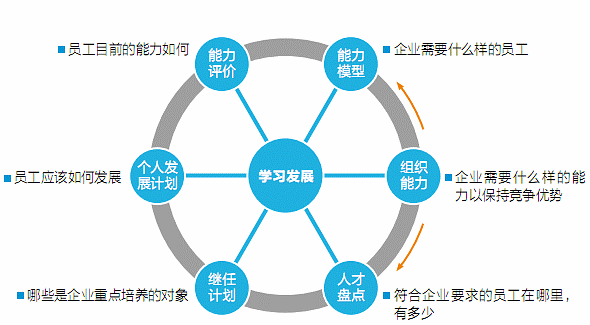 员工目前的能力如何
能力
评价
能力
模型
企业需要什么样的员工
员工应该如何发展
个人发
展计划
学习发展
组织
能力
企业需要什么样的能
力以保持竞争优势
哪些是企业重点培养的对象
继任
计划
人才
盘点
符合企业要求的员工在哪里，
有多少